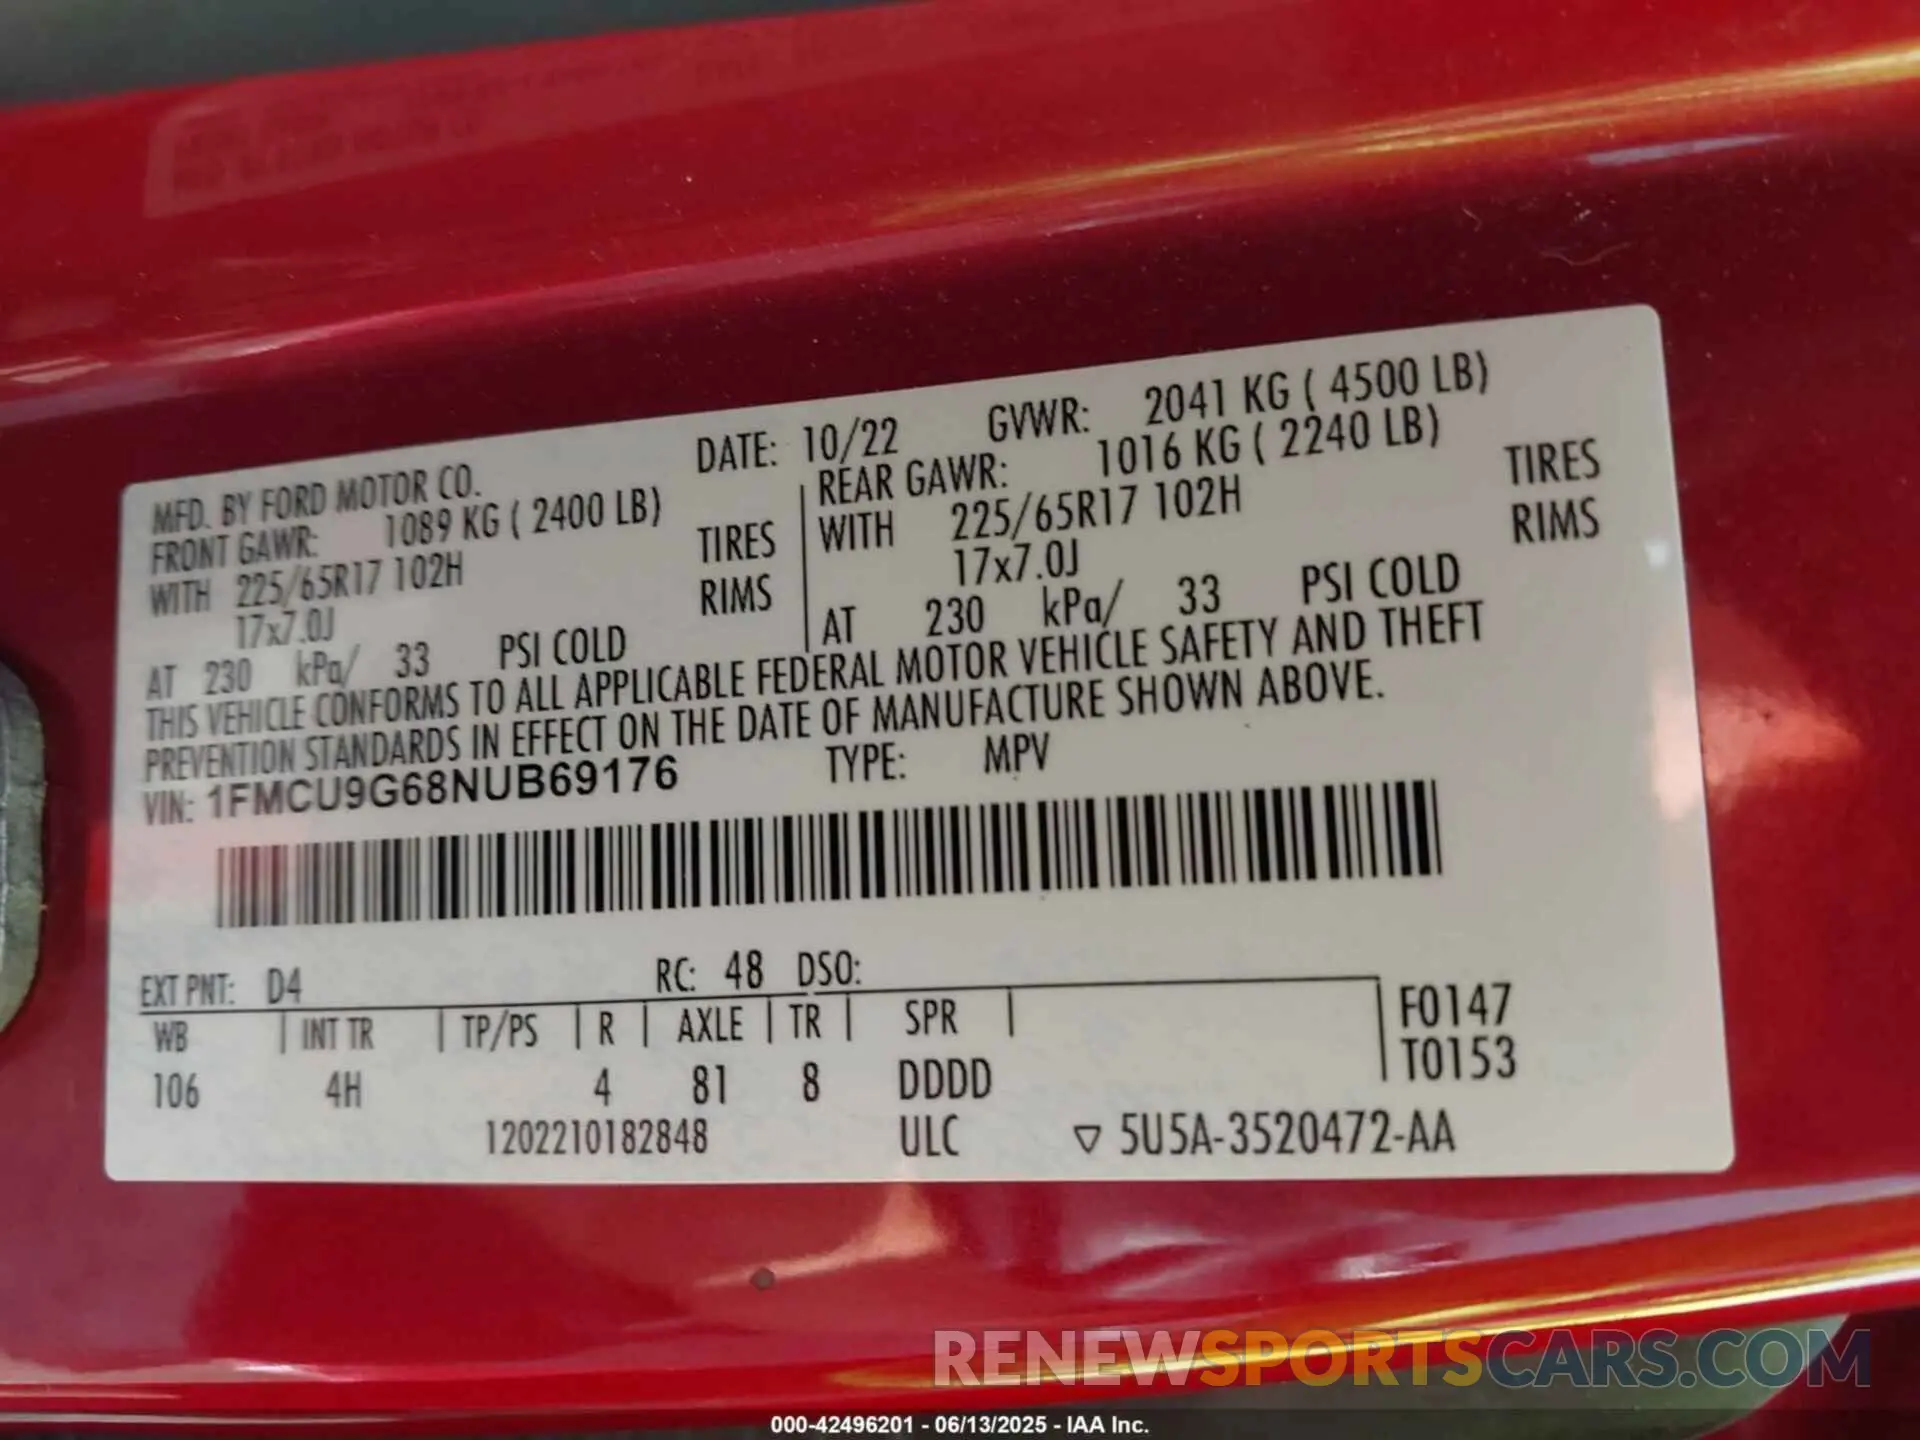 MFD. BY FORD MOTOR CO. DATE: 10/22 GVWR: 2041 KG ( 4500 LB)
FRONT GAWR: 1089 KG ( 2400 LB)
WITH 225/65R17 102H TIRES
17x7.0J RIMS
AT 230 kPa/ 33 PSI COLD
REAR GAWR: 1016 KG ( 2240 LB)
WITH 225/65R17 102H TIRES
17x7.0J RIMS
AT 230 kPa/ 33 PSI COLD
THIS VEHICLE CONFORMS TO ALL APPLICABLE FEDERAL MOTOR VEHICLE SAFETY AND THEFT
PREVENTION STANDARDS IN EFFECT ON THE DATE OF MANUFACTURE SHOWN ABOVE.
VIN: 1FMCU9G68NUB69176 TYPE: MPV
EXT PNT: D4 RC: 48 DSO:
WB | INT TR | TP/PS | R | AXLE | TR | SPR | F0147
106 4H 4 81 8 DDDD T0153
1202210182848 ULC ▽ 5U5A-3520472-AA
RENEWSPORTSCARS.COM
000-42496201 - 06/13/2025 - IAA Inc.